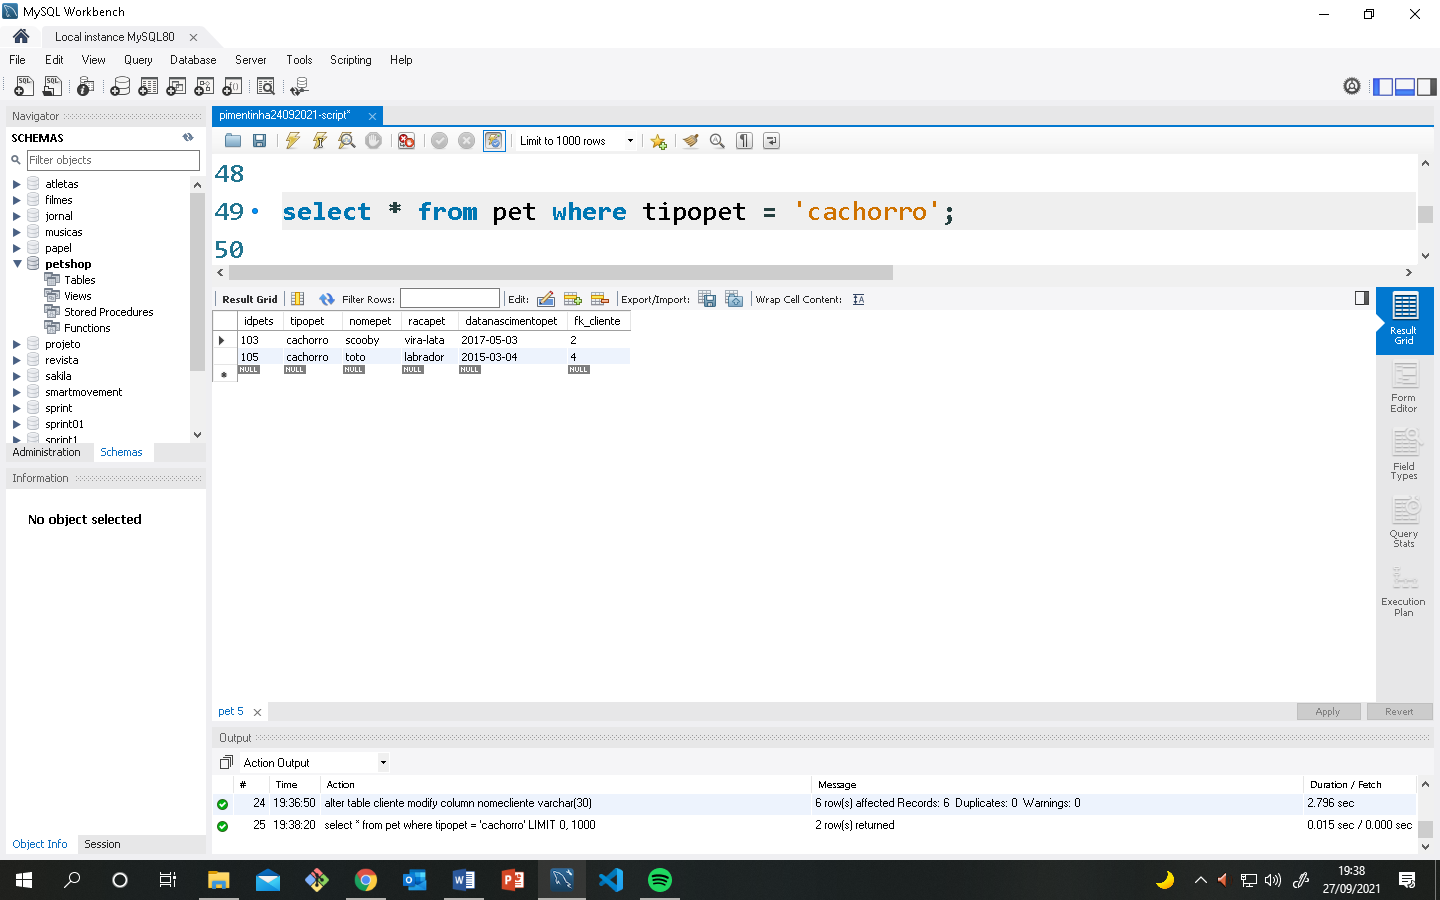 MySQL Workbench
Local instance MySQL80
File Edit View Query Database Server Tools Scripting Help
Navigator
SCHEMAS
Filter objects
atletas
filmes
jornal
musicas
papel
petshop
Tables
Views
Stored Procedures
Functions
projeto
revista
sakila
smartmovement
sprint
sprint01
sprint1
Administration Schemas
Information
No object selected
Object Info Session
pimentinha24092021-script*
Limit to 1000 rows
48
49 select * from pet where tipopet = 'cachorro';
50
Result Grid Filter Rows: Edit: Export/Import: Wrap Cell Content:
idpets tipopet nomepet racapet datanascimentopet fk_cliente
103 cachorro scooby vira-lata 2017-05-03 2
105 cachorro toto labrador 2015-03-04 4
NULL NULL NULL NULL NULL NULL
Result
Grid
Form
Editor
Field
Types
Query
Stats
Execution
Plan
pet 5
Apply Revert
Output
Action Output
# Time Action Message Duration / Fetch
24 19:36:50 alter table cliente modify column nomecliente varchar(30) 6 row(s) affected Records: 6 Duplicates: 0 Warnings: 0 2.796 sec
25 19:38:20 select * from pet where tipopet = 'cachorro' LIMIT 0, 1000 2 row(s) returned 0.015 sec / 0.000 sec
19:38
27/09/2021